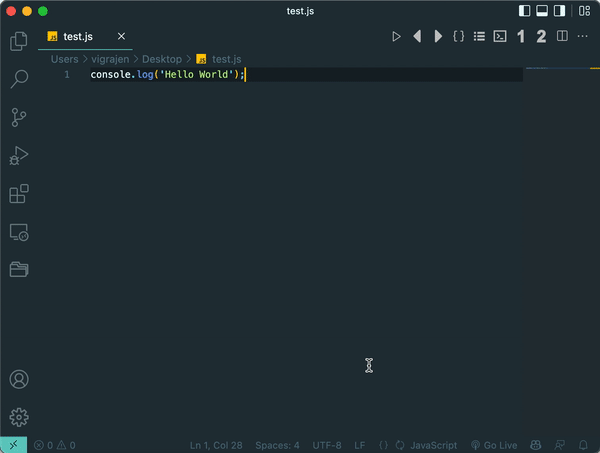 test.js
JS test.js
1 2
Users > vigrajen > Desktop > JS test.js
1 console.log('Hello World');
0 0 Ln 1, Col 28 Spaces: 4 UTF-8 LF {} JavaScript Go Live